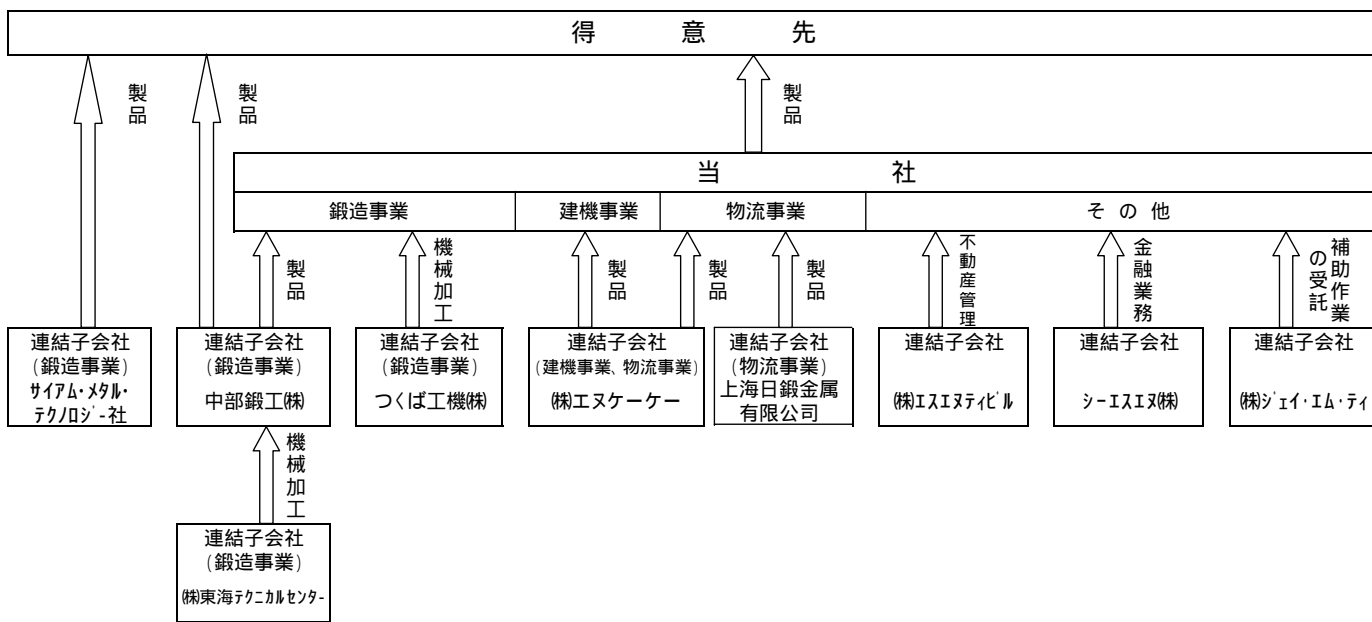 得意先
製品
製品
製品
当社
鍛造事業
建機事業
物流事業
その他
製品
機械加工
製品
製品
製品
不動産管理
金融業務
補助作業
の受託
連結子会社
(鍛造事業)
サイアム・メタル・
テクノロジ-社
連結子会社
(鍛造事業)
中部鍛工㈱
連結子会社
(鍛造事業)
つくば工機㈱
連結子会社
(建機事業、物流事業)
㈱エヌケーケー
連結子会社
(物流事業)
上海日鍛金属
有限公司
連結子会社
㈱エスエヌティビル
連結子会社
シーエスエヌ㈱
連結子会社
㈱ジェイ・エム・ティ
機械加工
連結子会社
(鍛造事業)
㈱東海テクニカルセンター